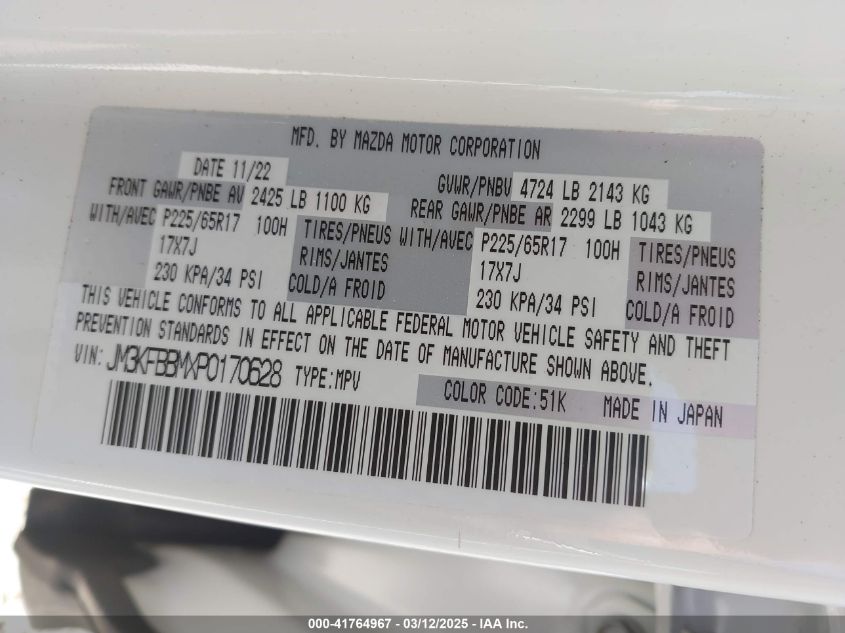 MFD. BY MAZDA MOTOR CORPORATION
DATE 11/22
GVWR/PNBV 4724 LB 2143 KG
FRONT GAWR/PNBE AV 2425 LB 1100 KG
REAR GAWR/PNBE AR 2299 LB 1043 KG
WITH/AVEC P225/65R17 100H TIRES/PNEUS
17X7J RIMS/JANTES
230 KPA/34 PSI COLD/A FROID
WITH/AVEC P225/65R17 100H TIRES/PNEUS
17X7J RIMS/JANTES
230 KPA/34 PSI COLD/A FROID
THIS VEHICLE CONFORMS TO ALL APPLICABLE FEDERAL MOTOR VEHICLE SAFETY AND THEFT
PREVENTION STANDARDS IN EFFECT ON THE DATE OF MANUFACTURE SHOWN ABOVE.
VIN: JM3KFBBMXP0170628 TYPE:MPV
COLOR CODE:51K MADE IN JAPAN
000-41764967 - 03/12/2025 - IAA Inc.